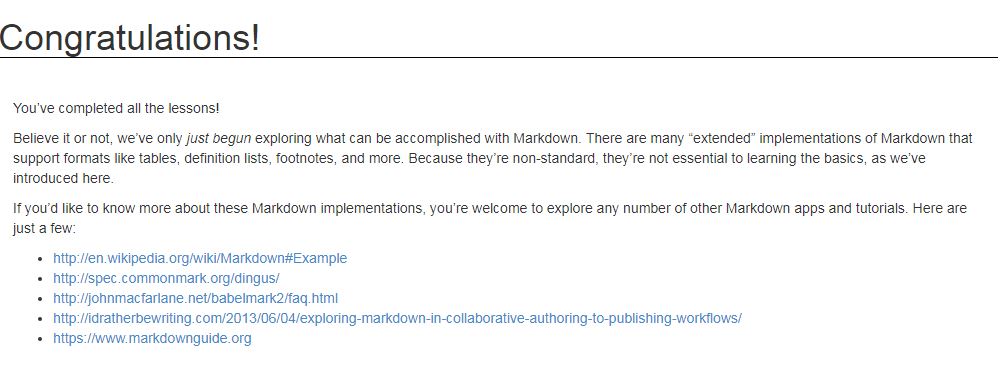 Congratulations!
You’ve completed all the lessons!
Believe it or not, we’ve only just begun exploring what can be accomplished with Markdown. There are many “extended” implementations of Markdown that
support formats like tables, definition lists, footnotes, and more. Because they’re non-standard, they’re not essential to learning the basics, as we’ve
introduced here.
If you’d like to know more about these Markdown implementations, you’re welcome to explore any number of other Markdown apps and tutorials. Here are
just a few:
• http://en.wikipedia.org/wiki/Markdown#Example
• http://spec.commonmark.org/dingus/
• http://johnmacfarlane.net/babelmark2/faq.html
• http://idratherbewriting.com/2013/06/04/exploring-markdown-in-collaborative-authoring-to-publishing-workflows/
• https://www.markdownguide.org